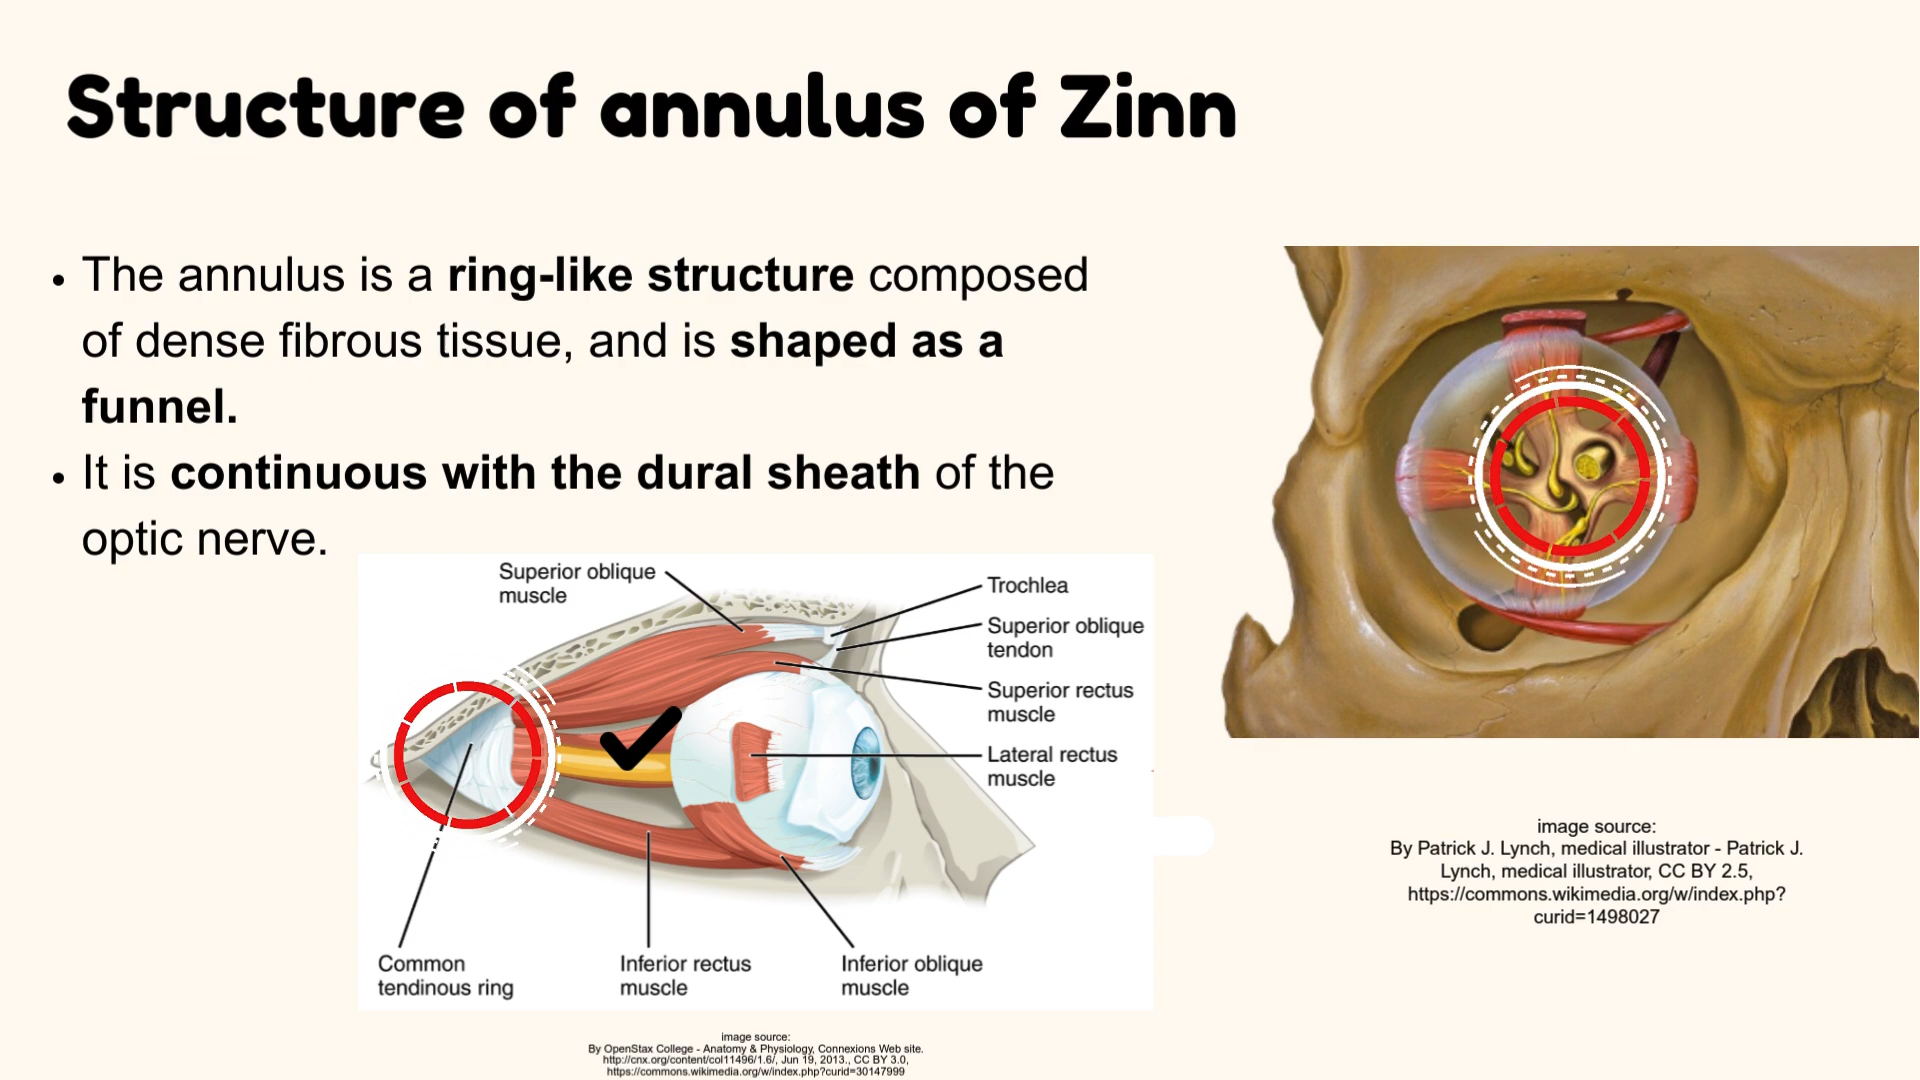 Structure of annulus of Zinn
• The annulus is a ring-like structure composed
of dense fibrous tissue, and is shaped as a
funnel.
• It is continuous with the dural sheath of the
optic nerve.
Superior oblique
muscle
Trochlea
Superior oblique
tendon
Superior rectus
muscle
Lateral rectus
muscle
Common
tendinous ring
Inferior rectus
muscle
Inferior oblique
muscle
image source:
By OpenStax College - Anatomy & Physiology, Connexions Web site.
http://cnx.org/content/col11496/1.6/, Jun 19, 2013., CC BY 3.0,
https://commons.wikimedia.org/w/index.php?curid=30147999
image source:
By Patrick J. Lynch, medical illustrator - Patrick J.
Lynch, medical illustrator, CC BY 2.5,
https://commons.wikimedia.org/w/index.php?
curid=1498027